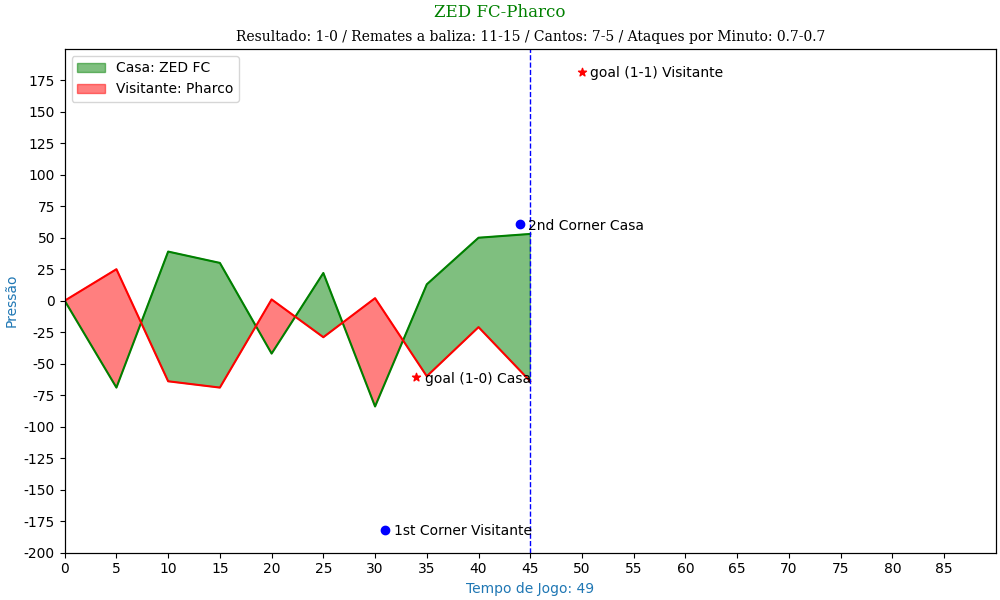 ZED FC-Pharco
Resultado: 1-0 / Remates a baliza: 11-15 / Cantos: 7-5 / Ataques por Minuto: 0.7-0.7
Casa: ZED FC
Visitante: Pharco
goal (1-1) Visitante
2nd Corner Casa
goal (1-0) Casa
1st Corner Visitante
Pressão
175
150
125
100
75
50
25
0
-25
-50
-75
-100
-125
-150
-175
-200
0 5 10 15 20 25 30 35 40 45 50 55 60 65 70 75 80 85
Tempo de Jogo: 49